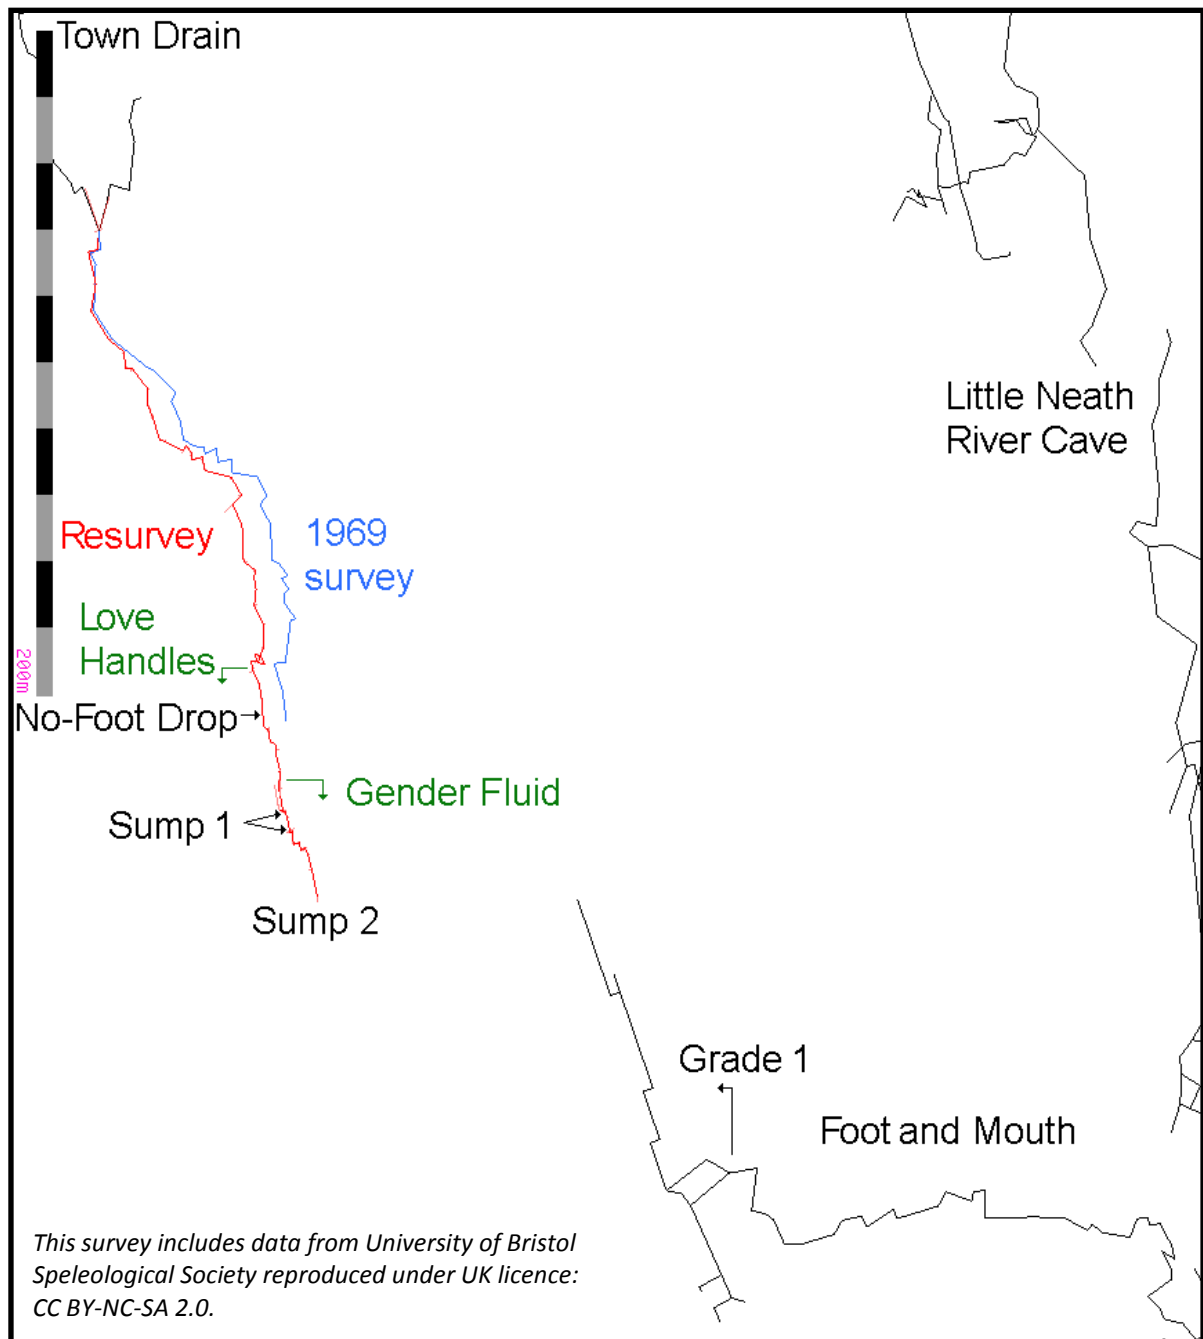 Town Drain
Little Neath
River Cave
Resurvey
1969
survey
Love
Handles
200m
No-Foot Drop
Gender Fluid
Sump 1
Sump 2
Grade 1
Foot and Mouth
This survey includes data from University of Bristol
Speleological Society reproduced under UK licence:
CC BY-NC-SA 2.0.